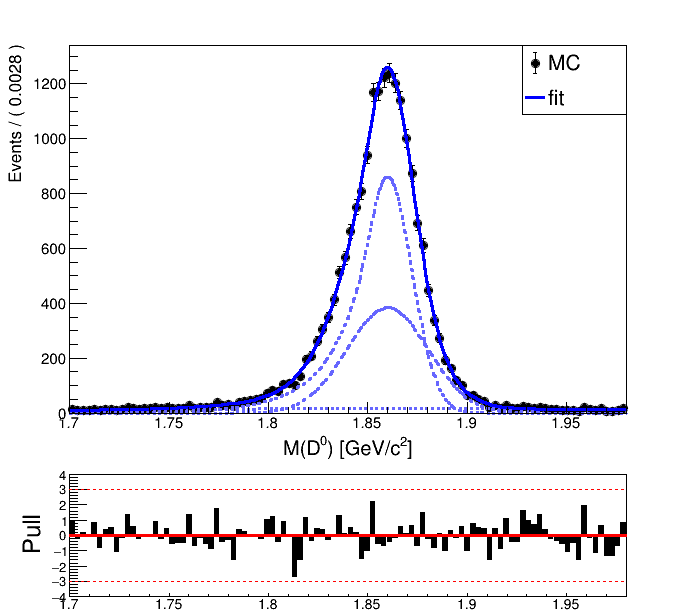 Events / ( 0.0028 )
1200
1000
800
600
400
200
0
MC
fit
1.7 1.75 1.8 1.85 1.9 1.95
M(D⁰) [GeV/c²]
Pull
4
3
2
1
0
−1
−2
−3
−4
1.7 1.75 1.8 1.85 1.9 1.95